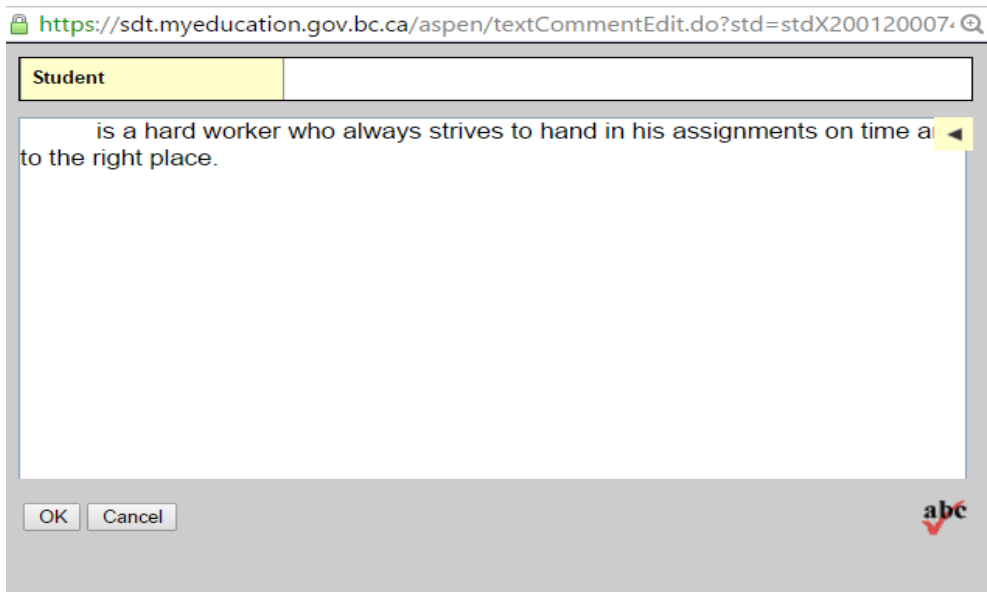 https://sdt.myeducation.gov.bc.ca/aspen/textCommentEdit.do?std=stdX2001200074
Student
is a hard worker who always strives to hand in his assignments on time
to the right place.
OK Cancel
abc